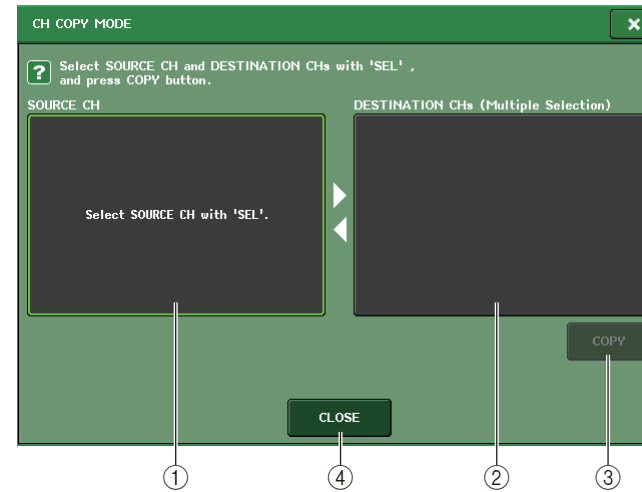 CH COPY MODE
×
? Select SOURCE CH and DESTINATION CHs with 'SEL' ,
and press COPY button.
SOURCE CH
DESTINATION CHs (Multiple Selection)
Select SOURCE CH with 'SEL'.
COPY
CLOSE
① ④ ② ③